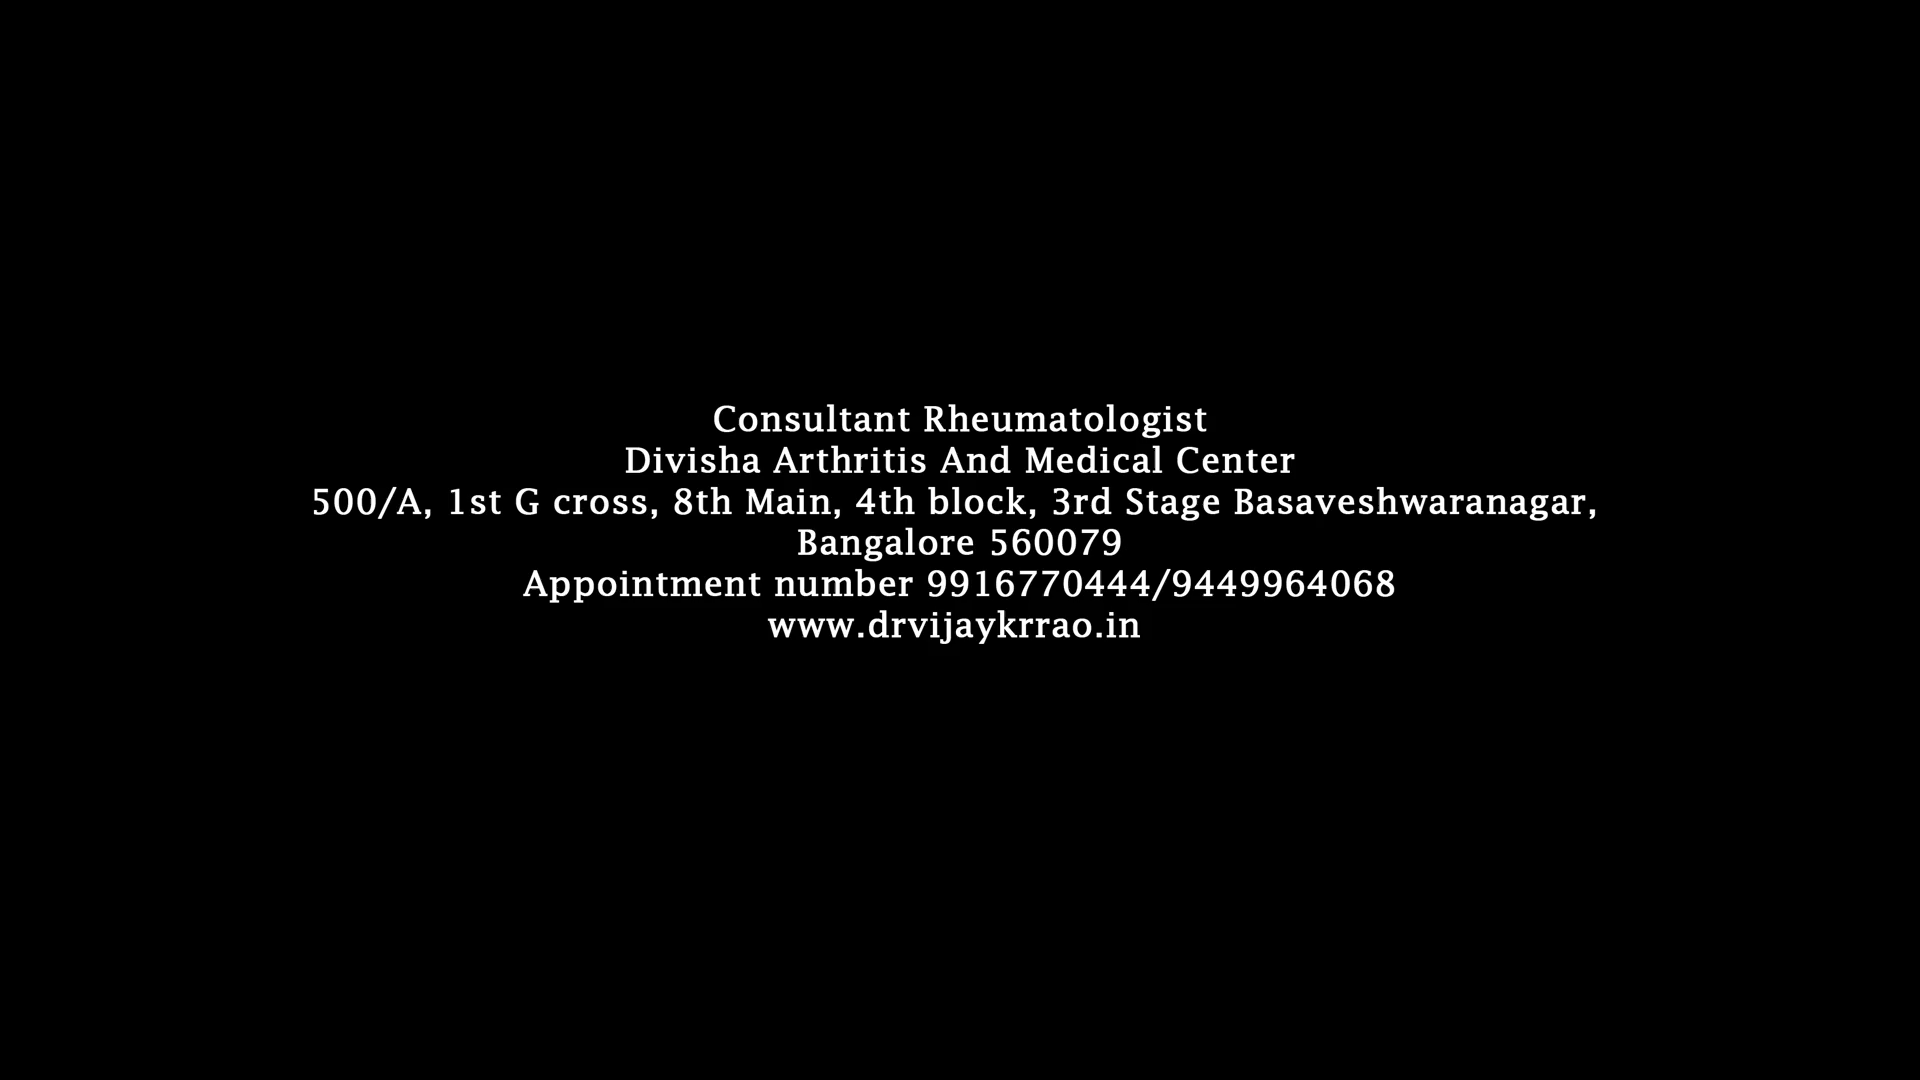 Consultant Rheumatologist
Divisha Arthritis And Medical Center
500/A, 1st G cross, 8th Main, 4th block, 3rd Stage Basaveshwaranagar,
Bangalore 560079
Appointment number 9916770444/9449964068
www.drvijaykrrao.in